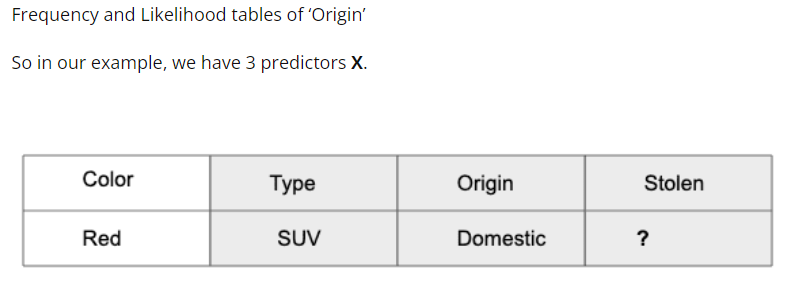 Frequency and Likelihood tables of ‘Origin’
So in our example, we have 3 predictors X.
Color Type Origin Stolen
Red SUV Domestic ?